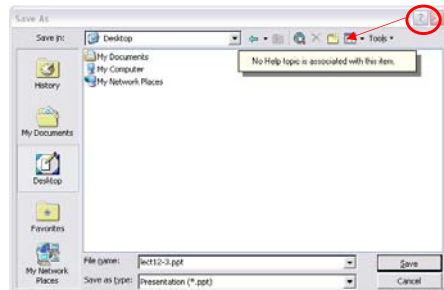 Save As
?
Save in:
Desktop
Tools
My Documents
My Computer
My Network Places
No Help topic is associated with this item.
History
My Documents
Desktop
Favorites
My Network
Places
File name:
lect12-3.ppt
Save
Save as type:
Presentation (*.ppt)
Cancel